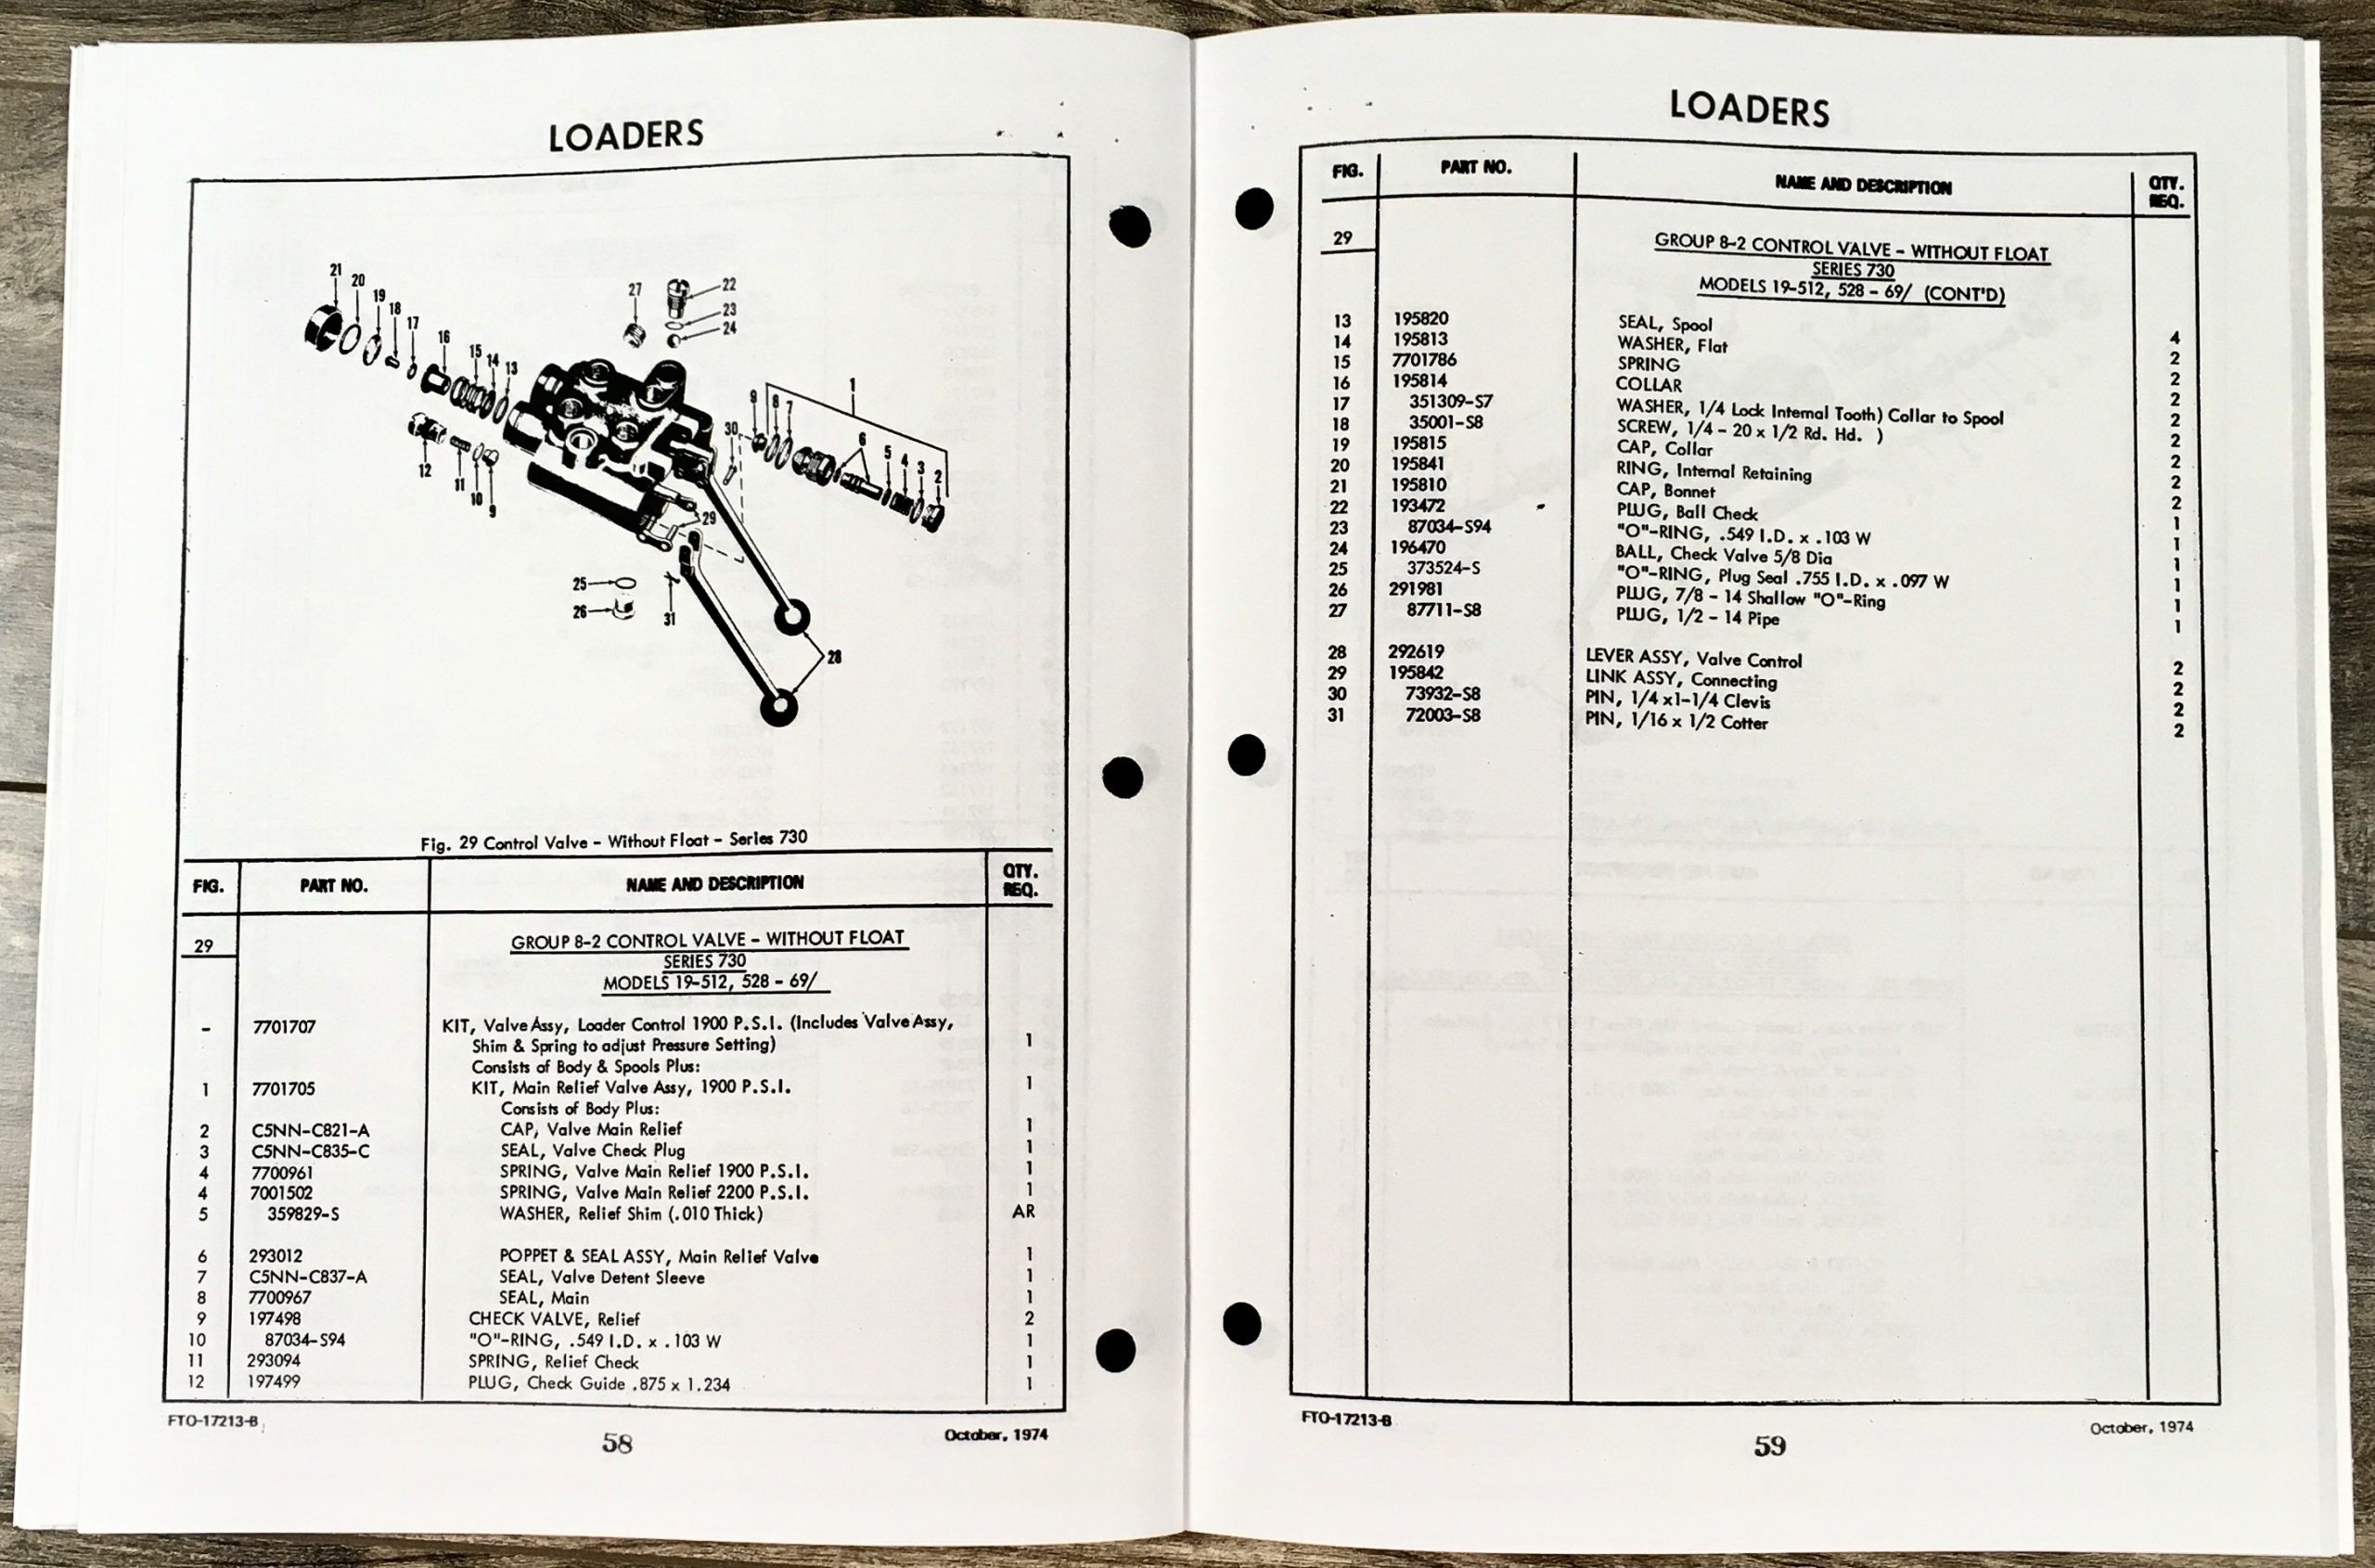 LOADERS
21
20
19
18
17
16
15
14
13
27
22
23
24
12
11
10
9
30
9
8
7
1
6
5
4
3
2
29
25
26
31
28
Fig. 29 Control Valve - Without Float - Series 730
FIG. PART NO. NAME AND DESCRIPTION QTY. REQ.
29 GROUP 8-2 CONTROL VALVE - WITHOUT FLOAT
SERIES 730
MODELS 19-512, 528 - 69/
- 7701707 KIT, Valve Assy, Loader Control 1900 P.S.I. (Includes Valve Assy,
Shim & Spring to adjust Pressure Setting) 1
Consists of Body & Spools Plus:
1 7701705 KIT, Main Relief Valve Assy, 1900 P.S.I. 1
Consists of Body Plus:
2 C5NN-C821-A CAP, Valve Main Relief 1
3 C5NN-C835-C SEAL, Valve Check Plug 1
4 7700961 SPRING, Valve Main Relief 1900 P.S.I. 1
4 7001502 SPRING, Valve Main Relief 2200 P.S.I. 1
5 359829-S WASHER, Relief Shim (.010 Thick) AR
6 293012 POPPET & SEAL ASSY, Main Relief Valve 1
7 C5NN-C837-A SEAL, Valve Detent Sleeve 1
8 7700967 SEAL, Main 1
9 197498 CHECK VALVE, Relief 2
10 87034-S94 "O"-RING, .549 I.D. x .103 W 1
11 293094 SPRING, Relief Check 1
12 197499 PLUG, Check Guide .875 x 1.234 1
FTO-17213-B
58
October, 1974
LOADERS
FIG. PART NO. NAME AND DESCRIPTION QTY. REQ.
29 GROUP 8-2 CONTROL VALVE - WITHOUT FLOAT
SERIES 730
MODELS 19-512, 528 - 69/ (CONT'D)
13 195820 SEAL, Spool 4
14 195813 WASHER, Flat 2
15 7701786 SPRING 2
16 195814 COLLAR 2
17 351309-S7 WASHER, 1/4 Lock Internal Tooth) Collar to Spool 2
18 35001-S8 SCREW, 1/4 - 20 x 1/2 Rd. Hd. ) 2
19 195815 CAP, Collar 2
20 195841 RING, Internal Retaining 2
21 195810 CAP, Bonnet 2
22 193472 PLUG, Ball Check 1
23 87034-S94 "O"-RING, .549 I.D. x .103 W 1
24 196470 BALL, Check Valve 5/8 Dia 1
25 373524-S "O"-RING, Plug Seal .755 I.D. x .097 W 1
26 291981 PLUG, 7/8 - 14 Shallow "O"-Ring 1
27 87711-S8 PLUG, 1/2 - 14 Pipe 1
28 292619 LEVER ASSY, Valve Control 2
29 195842 LINK ASSY, Connecting 2
30 73932-S8 PIN, 1/4 x1-1/4 Clevis 2
31 72003-S8 PIN, 1/16 x 1/2 Cotter 2
FTO-17213-B
59
October, 1974